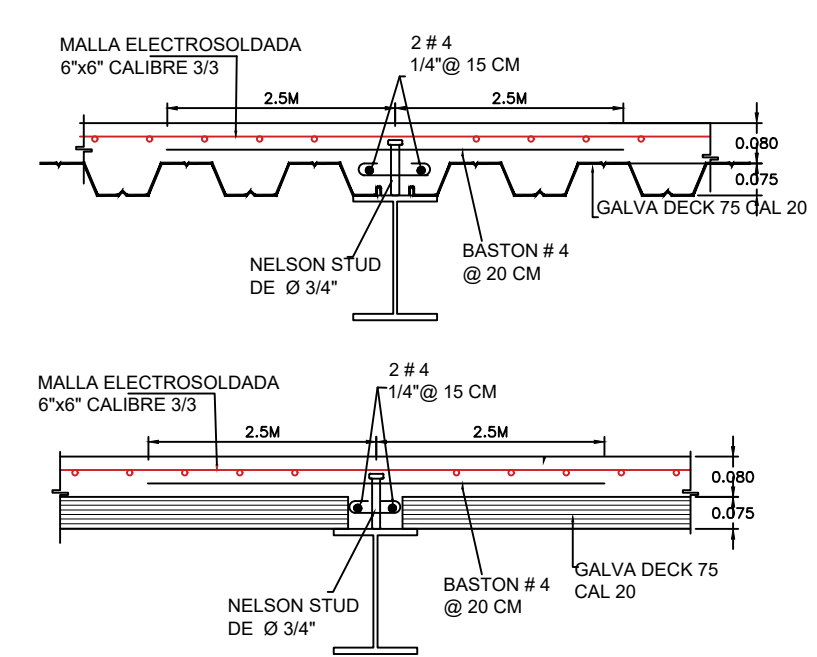 MALLA ELECTROSOLDADA
6"x6" CALIBRE 3/3
2 # 4
1/4"@ 15 CM
2.5M
2.5M
0.080
0.075
GALVA DECK 75 CAL 20
NELSON STUD
DE Ø 3/4"
BASTON # 4
@ 20 CM
MALLA ELECTROSOLDADA
6"x6" CALIBRE 3/3
2 # 4
1/4"@ 15 CM
2.5M
2.5M
0.080
0.075
GALVA DECK 75
CAL 20
BASTON # 4
@ 20 CM
NELSON STUD
DE Ø 3/4"